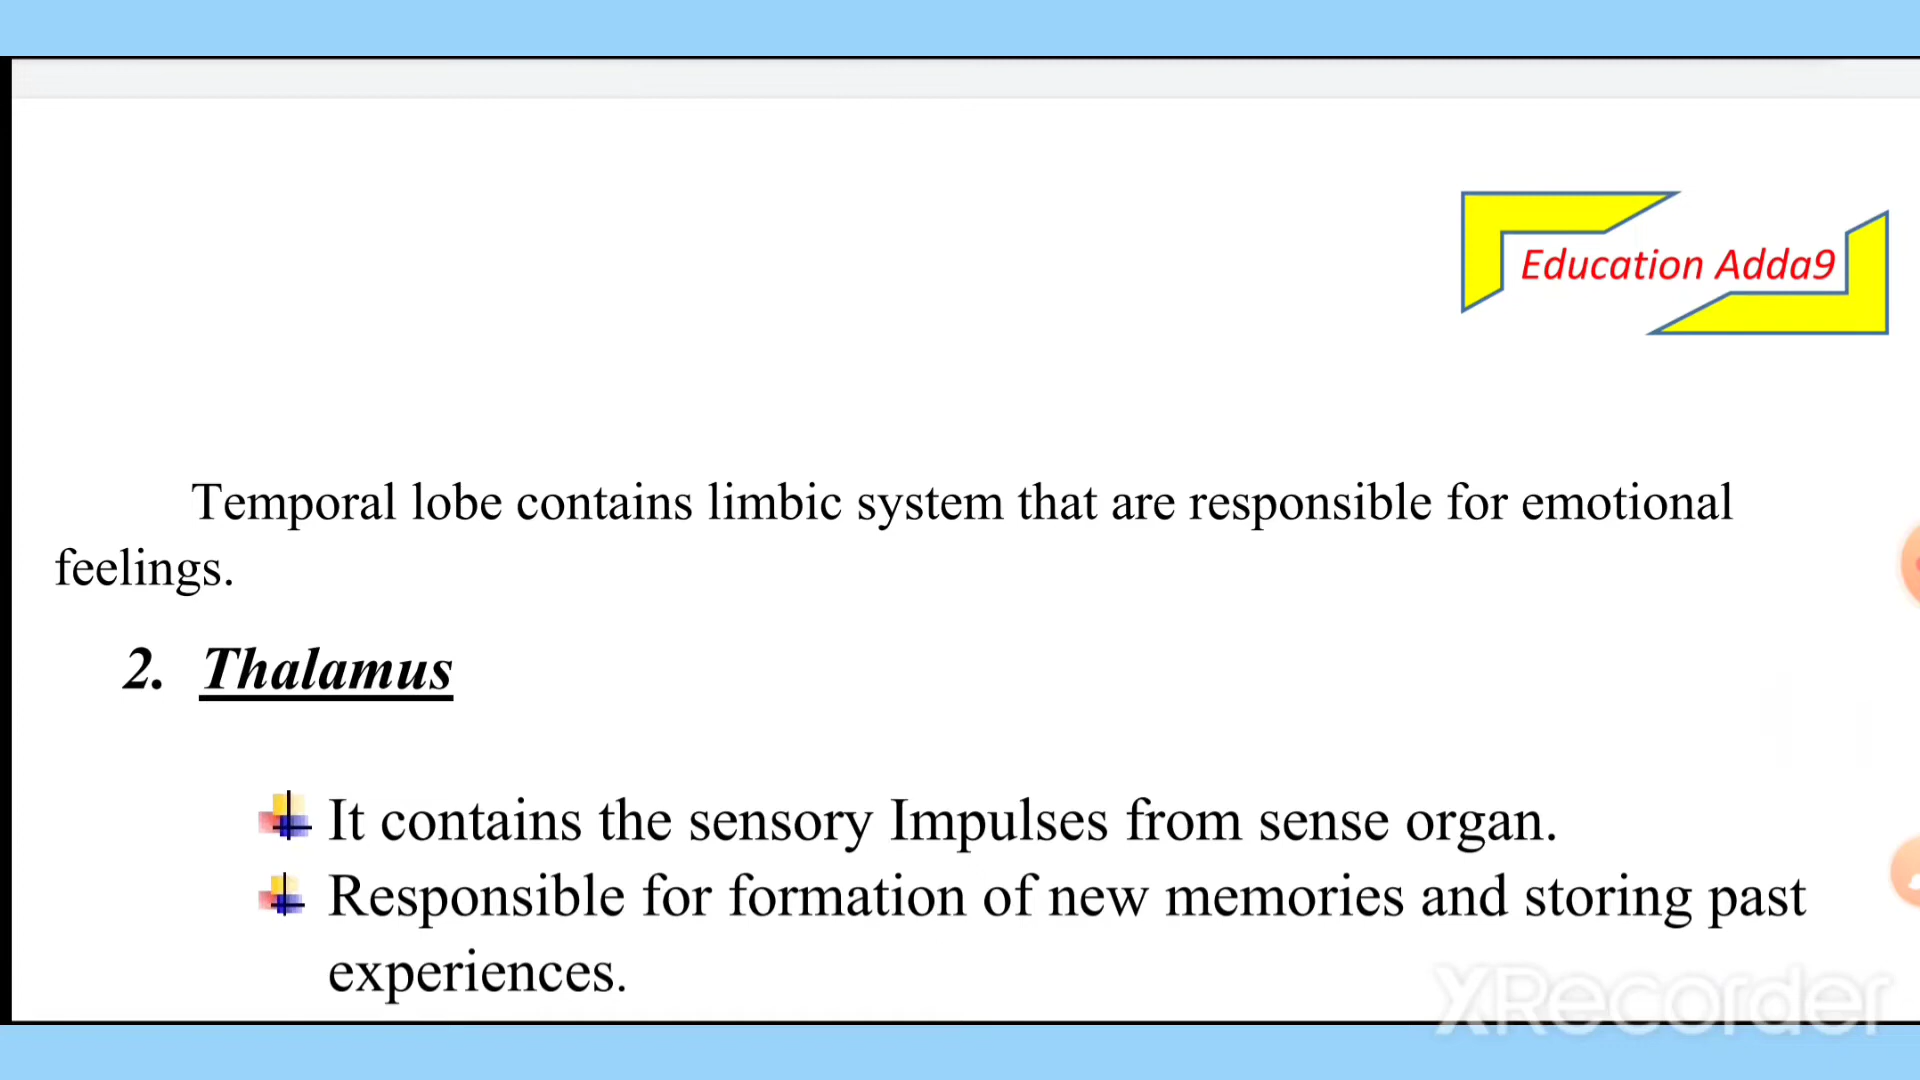 Education Adda9
Temporal lobe contains limbic system that are responsible for emotional
feelings.
2. Thalamus
It contains the sensory Impulses from sense organ.
Responsible for formation of new memories and storing past
experiences.
XRecorder